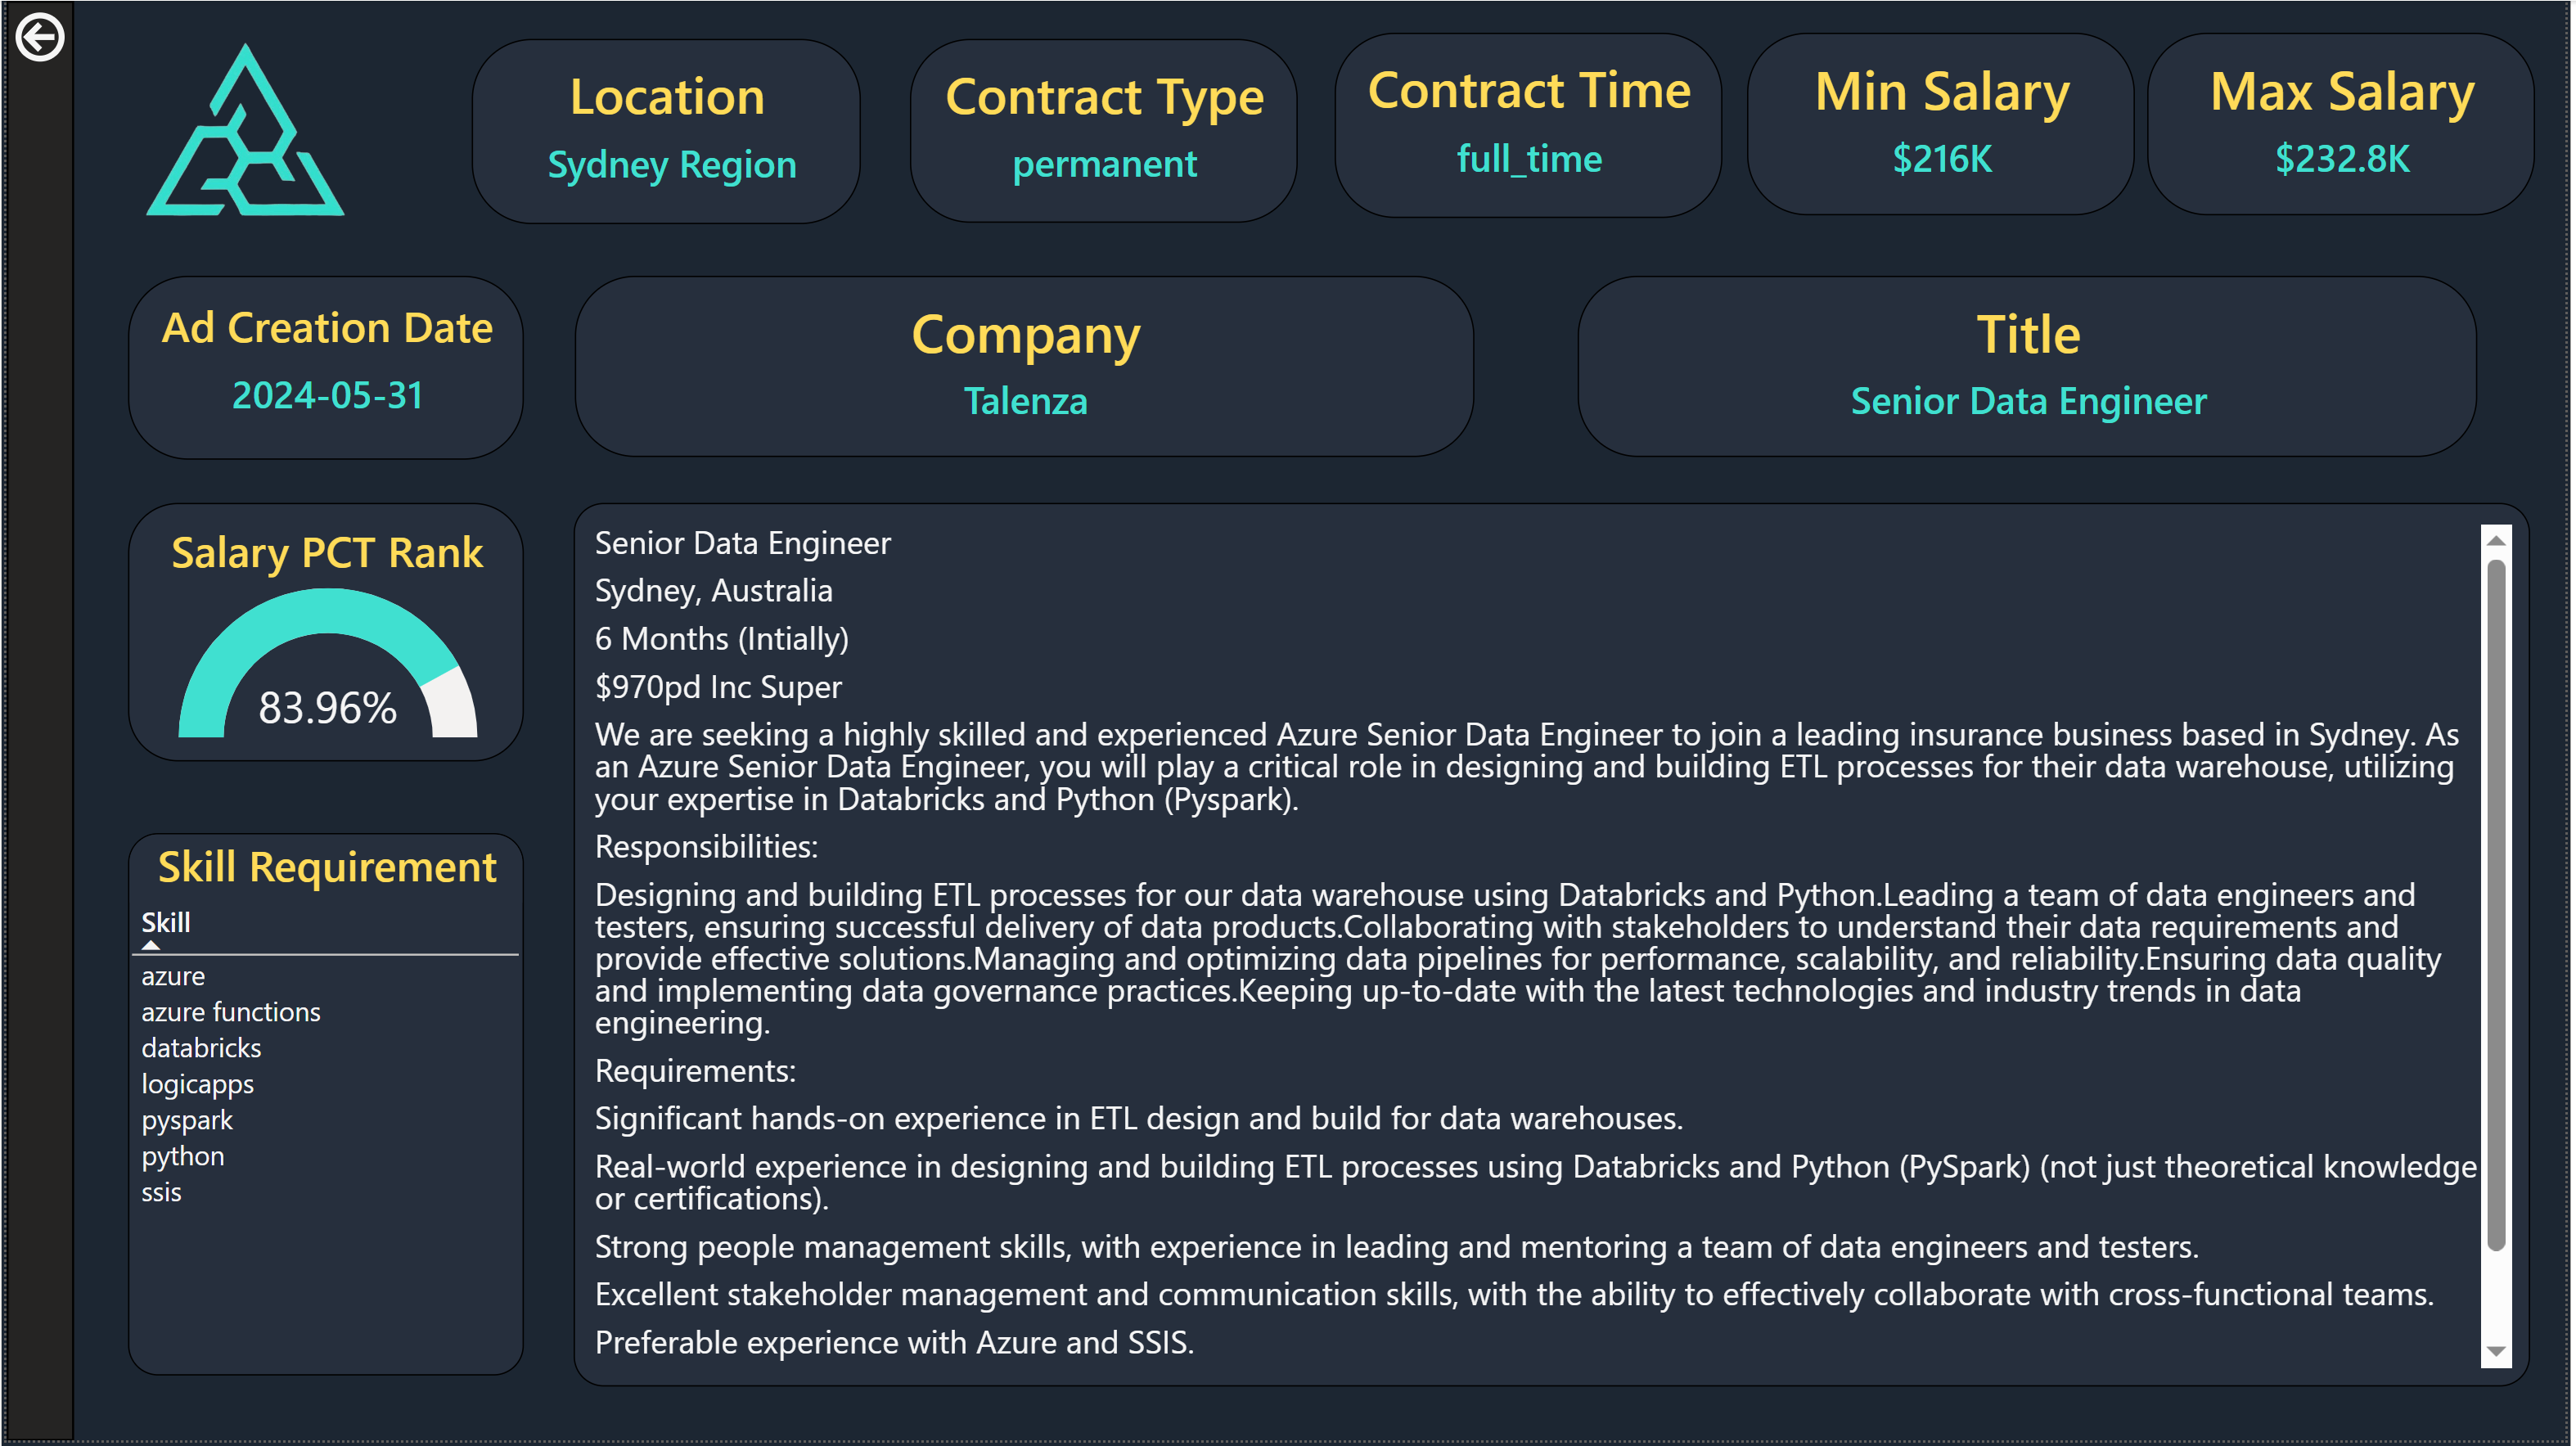 Location
Sydney Region
Contract Type
permanent
Contract Time
full_time
Min Salary
$216K
Max Salary
$232.8K
Ad Creation Date
2024-05-31
Company
Talenza
Title
Senior Data Engineer
Salary PCT Rank
83.96%
Skill Requirement
Skill
azure
azure functions
databricks
logicapps
pyspark
python
ssis
Senior Data Engineer
Sydney, Australia
6 Months (Intially)
$970pd Inc Super
We are seeking a highly skilled and experienced Azure Senior Data Engineer to join a leading insurance business based in Sydney. As
an Azure Senior Data Engineer, you will play a critical role in designing and building ETL processes for their data warehouse, utilizing
your expertise in Databricks and Python (Pyspark).
Responsibilities:
Designing and building ETL processes for our data warehouse using Databricks and Python.Leading a team of data engineers and
testers, ensuring successful delivery of data products.Collaborating with stakeholders to understand their data requirements and
provide effective solutions.Managing and optimizing data pipelines for performance, scalability, and reliability.Ensuring data quality
and implementing data governance practices.Keeping up-to-date with the latest technologies and industry trends in data
engineering.
Requirements:
Significant hands-on experience in ETL design and build for data warehouses.
Real-world experience in designing and building ETL processes using Databricks and Python (PySpark) (not just theoretical knowledge
or certifications).
Strong people management skills, with experience in leading and mentoring a team of data engineers and testers.
Excellent stakeholder management and communication skills, with the ability to effectively collaborate with cross-functional teams.
Preferable experience with Azure and SSIS.